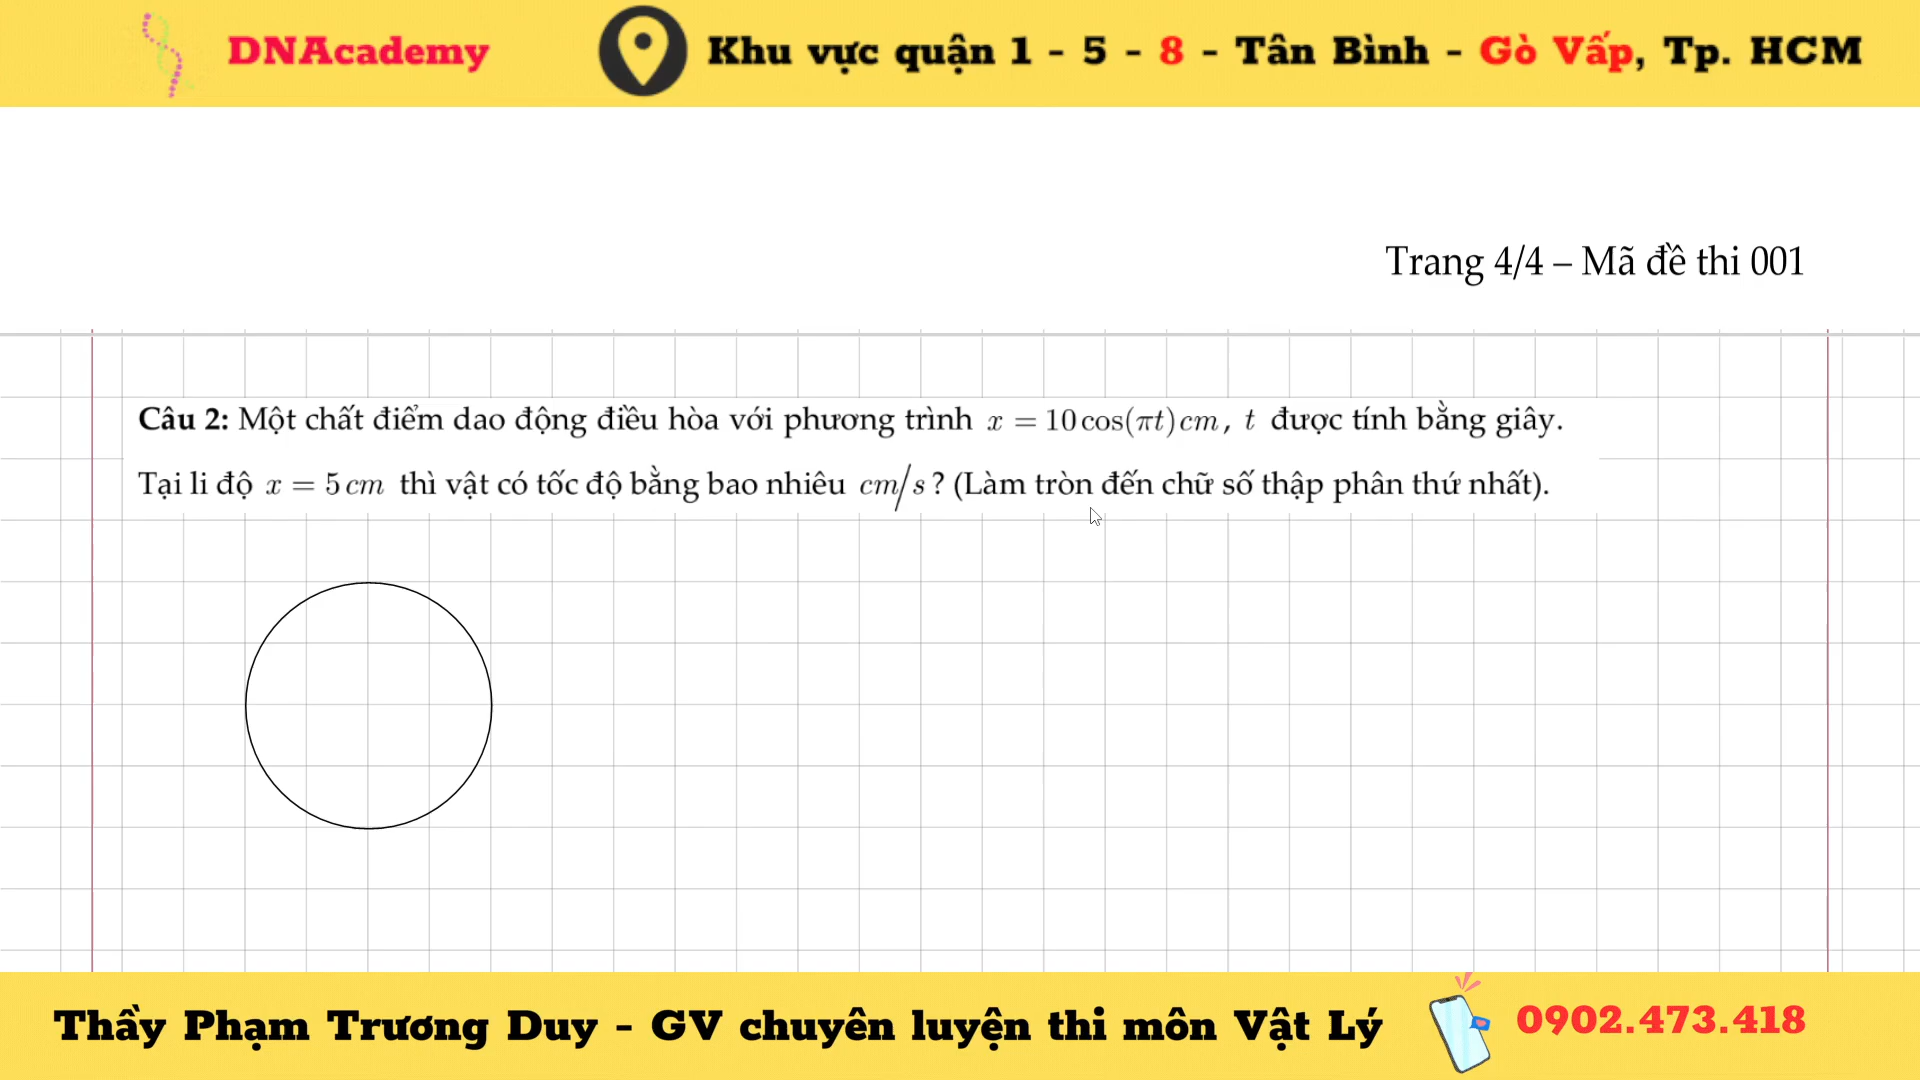 DNAcademy
Khu vực quận 1 - 5 - 8 - Tân Bình - Gò Vấp, Tp. HCM
Trang 4/4 – Mã đề thi 001
Câu 2: Một chất điểm dao động điều hòa với phương trình x = 10 cos(πt) cm, t được tính bằng giây.
Tại li độ x = 5 cm thì vật có tốc độ bằng bao nhiêu cm/s? (Làm tròn đến chữ số thập phân thứ nhất).
Thầy Phạm Trương Duy - GV chuyên luyện thi môn Vật Lý
0902.473.418